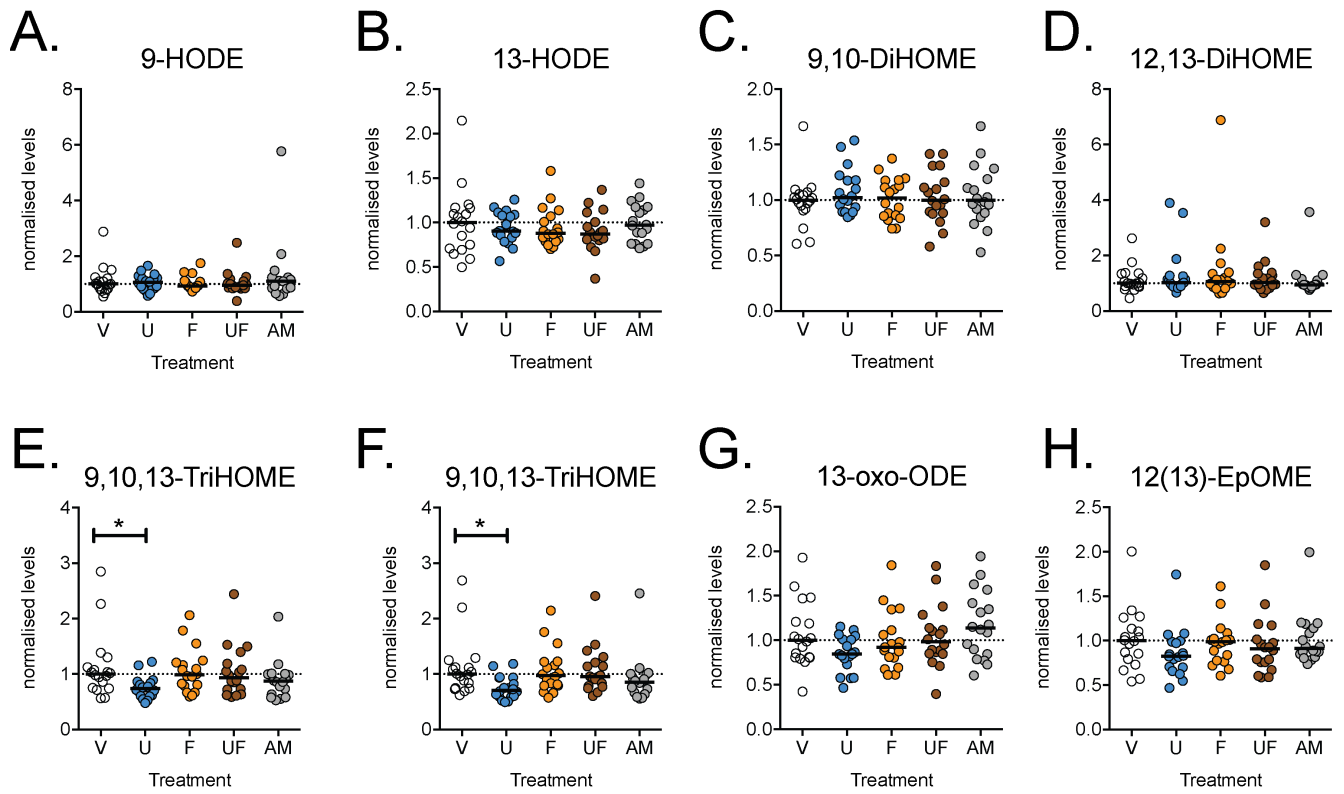 A.
9-HODE
normalised levels
8
6
4
2
0
V U F UF AM
Treatment
B.
13-HODE
normalised levels
2.5
2.0
1.5
1.0
0.5
0.0
V U F UF AM
Treatment
C.
9,10-DiHOME
normalised levels
2.0
1.5
1.0
0.5
0.0
V U F UF AM
Treatment
D.
12,13-DiHOME
normalised levels
8
6
4
2
0
V U F UF AM
Treatment
E.
9,10,13-TriHOME
normalised levels
4
3
2
1
0
*
V U F UF AM
Treatment
F.
9,10,13-TriHOME
normalised levels
4
3
2
1
0
*
V U F UF AM
Treatment
G.
13-oxo-ODE
normalised levels
2.5
2.0
1.5
1.0
0.5
0.0
V U F UF AM
Treatment
H.
12(13)-EpOME
normalised levels
2.5
2.0
1.5
1.0
0.5
0.0
V U F UF AM
Treatment